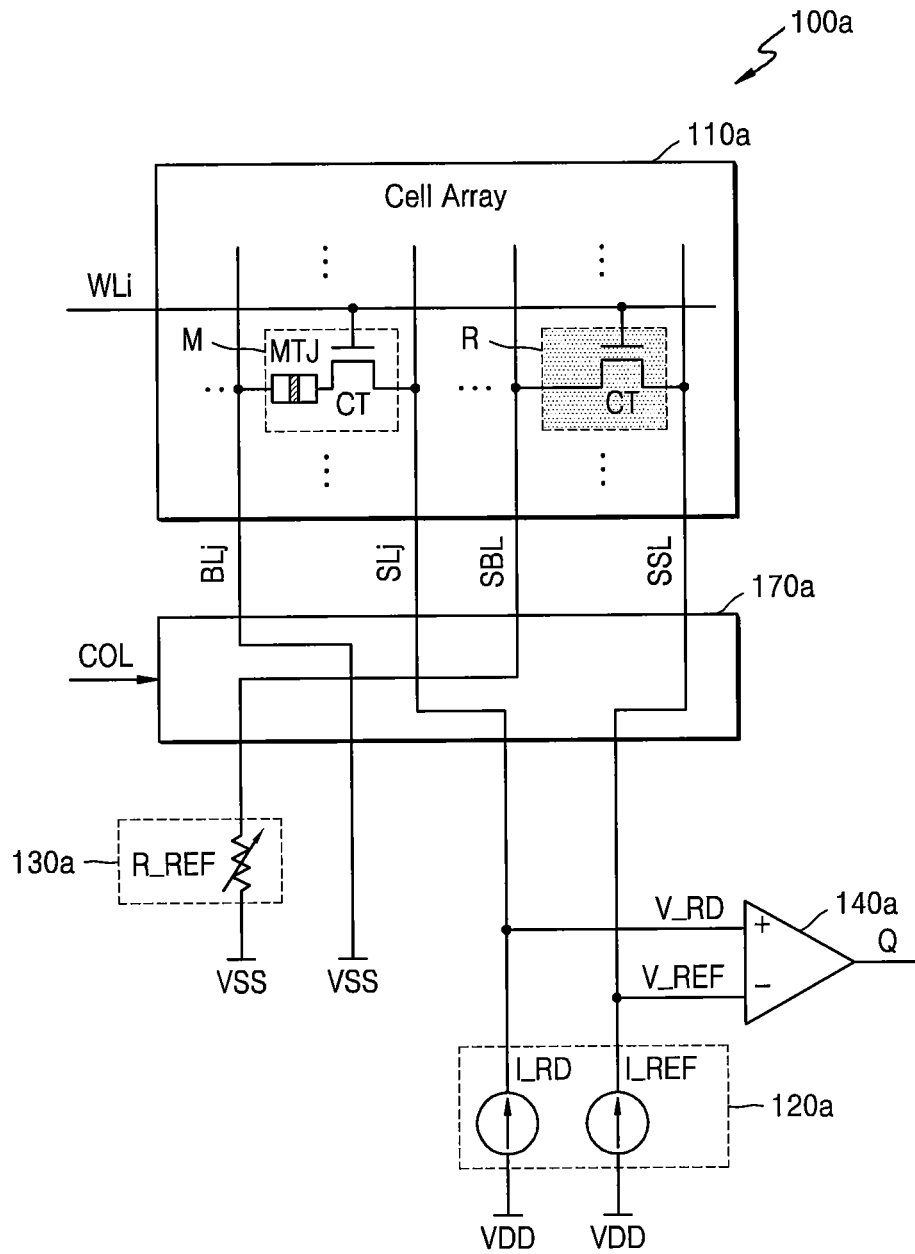 100a
110a
Cell Array
WLi
M
MTJ
CT
R
CT
BLj
SLj
SBL
SSL
170a
COL
130a
R_REF
VSS
VSS
V_RD
V_REF
+
−
140a
Q
I_RD
I_REF
120a
VDD
VDD